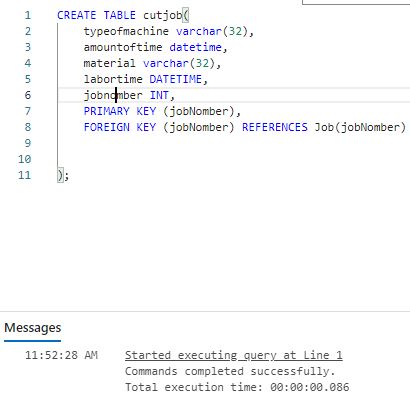 1 CREATE TABLE cutjob(
2 typeofmachine varchar(32),
3 amountoftime datetime,
4 material varchar(32),
5 labortime DATETIME,
6 jobnomber INT,
7 PRIMARY KEY (jobNomber),
8 FOREIGN KEY (jobNomber) REFERENCES Job(jobNomber)
9
10
11 );
Messages
11:52:28 AM Started executing query at Line 1
Commands completed successfully.
Total execution time: 00:00:00.086